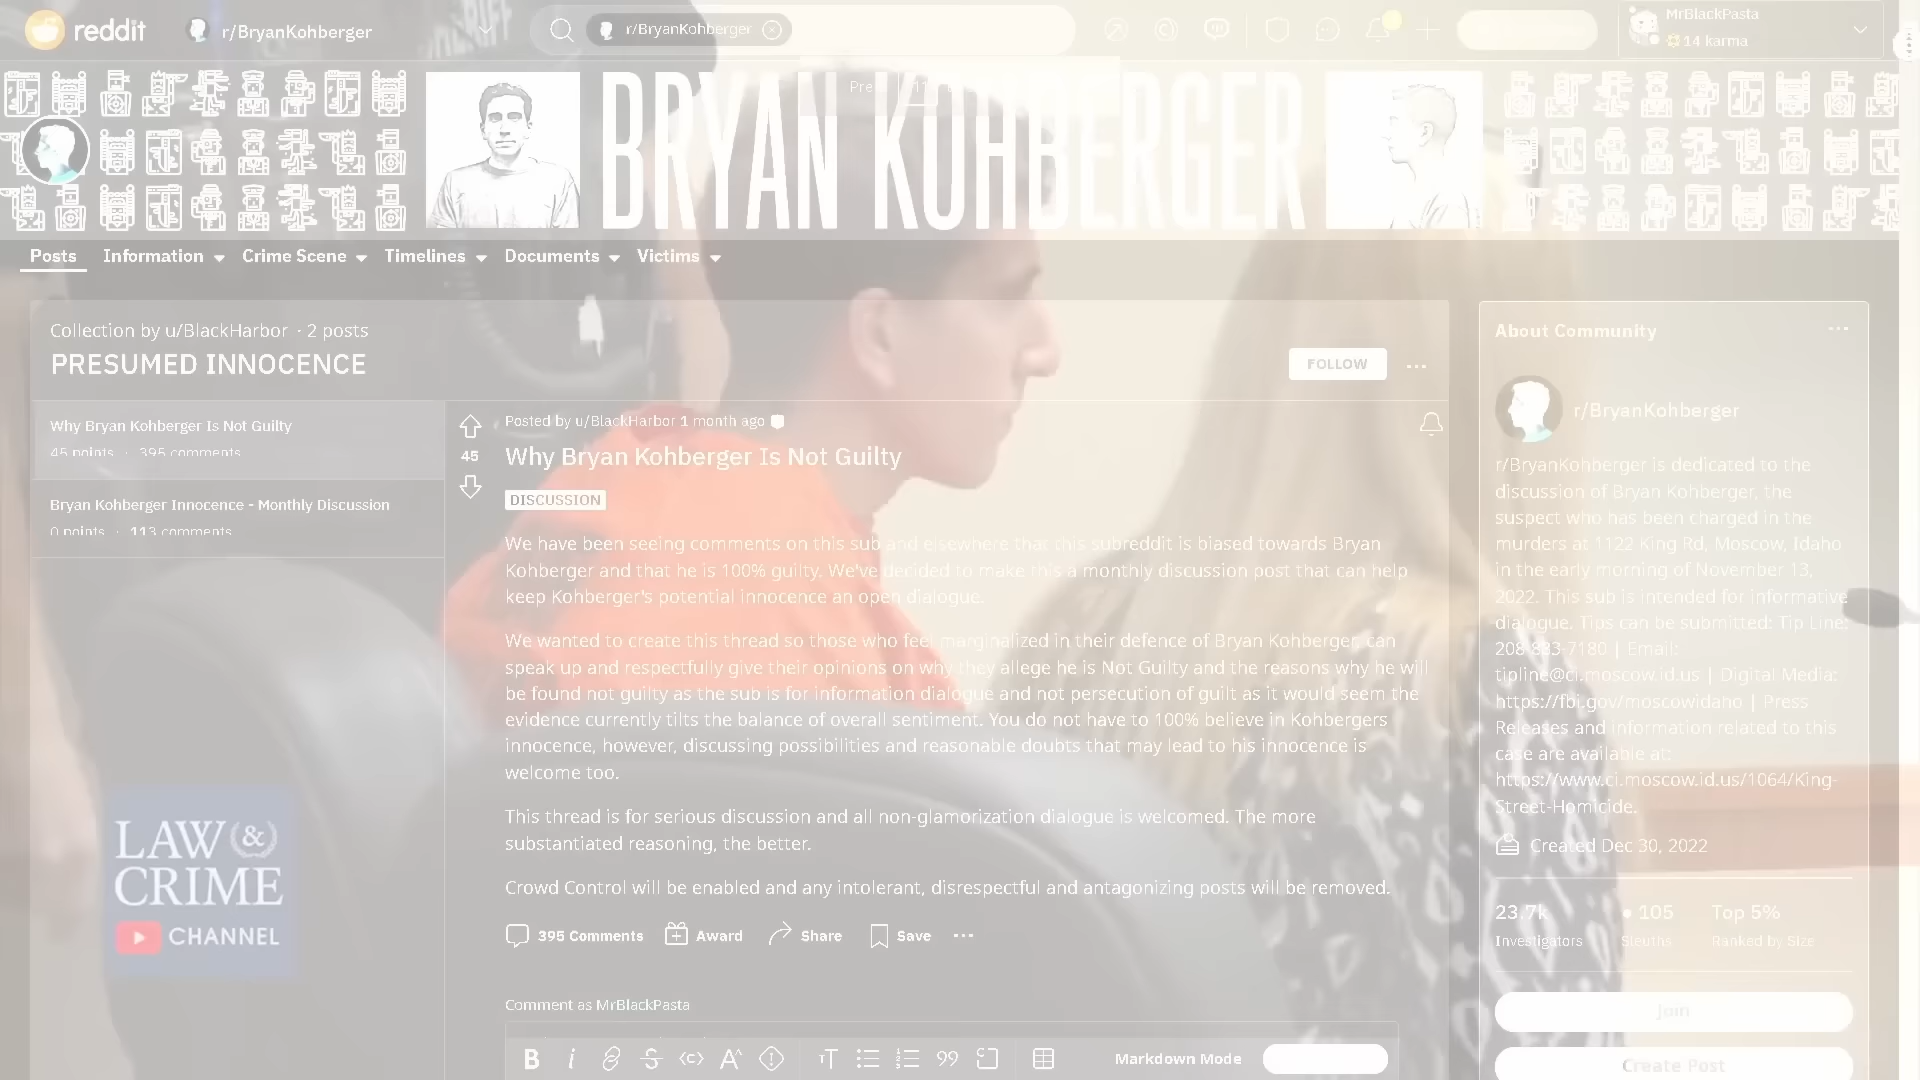 reddit
r/BryanKohberger
r/BryanKohberger
MrBlackPasta
14 karma
BRYAN KOHBERGER
Posts
Information
Crime Scene
Timelines
Documents
Victims
Collection by u/BlackHarbor · 2 posts
PRESUMED INNOCENCE
FOLLOW
Why Bryan Kohberger Is Not Guilty
45 points · 395 comments
Bryan Kohberger Innocence - Monthly Discussion
0 points · 113 comments
45
Posted by u/BlackHarbor 1 month ago
Why Bryan Kohberger Is Not Guilty
DISCUSSION
We have been seeing comments on this sub and elsewhere that this subreddit is biased towards Bryan
Kohberger and that he is 100% guilty. We've decided to make this a monthly discussion post that can help
keep Kohberger's potential innocence an open dialogue.
We wanted to create this thread so those who feel marginalized in their defence of Bryan Kohberger, can
speak up and respectfully give their opinions on why they allege he is Not Guilty and the reasons why he will
be found not guilty as the sub is for information dialogue and not persecution of guilt as it would seem the
evidence currently tilts the balance of overall sentiment. You do not have to 100% believe in Kohbergers
innocence, however, discussing possibilities and reasonable doubts that may lead to his innocence is
welcome too.
This thread is for serious discussion and all non-glamorization dialogue is welcomed. The more
substantiated reasoning, the better.
Crowd Control will be enabled and any intolerant, disrespectful and antagonizing posts will be removed.
395 Comments
Award
Share
Save
Comment as MrBlackPasta
Markdown Mode
About Community
r/BryanKohberger
r/BryanKohberger is dedicated to the
discussion of Bryan Kohberger, the
suspect who has been charged in the
murders at 1122 King Rd, Moscow, Idaho
in the early morning of November 13,
2022. This sub is intended for informative
dialogue. Tips can be submitted: Tip Line:
208-883-7180 | Email:
tipline@ci.moscow.id.us | Digital Media:
https://fbi.gov/moscowidaho | Press
Releases and information related to this
case are available at:
https://www.ci.moscow.id.us/1064/King-
Street-Homicide.
Created Dec 30, 2022
23.7k
105
Top 5%
Investigators
Sleuths
Ranked by Size
Join
Create Post
LAW &
CRIME
CHANNEL